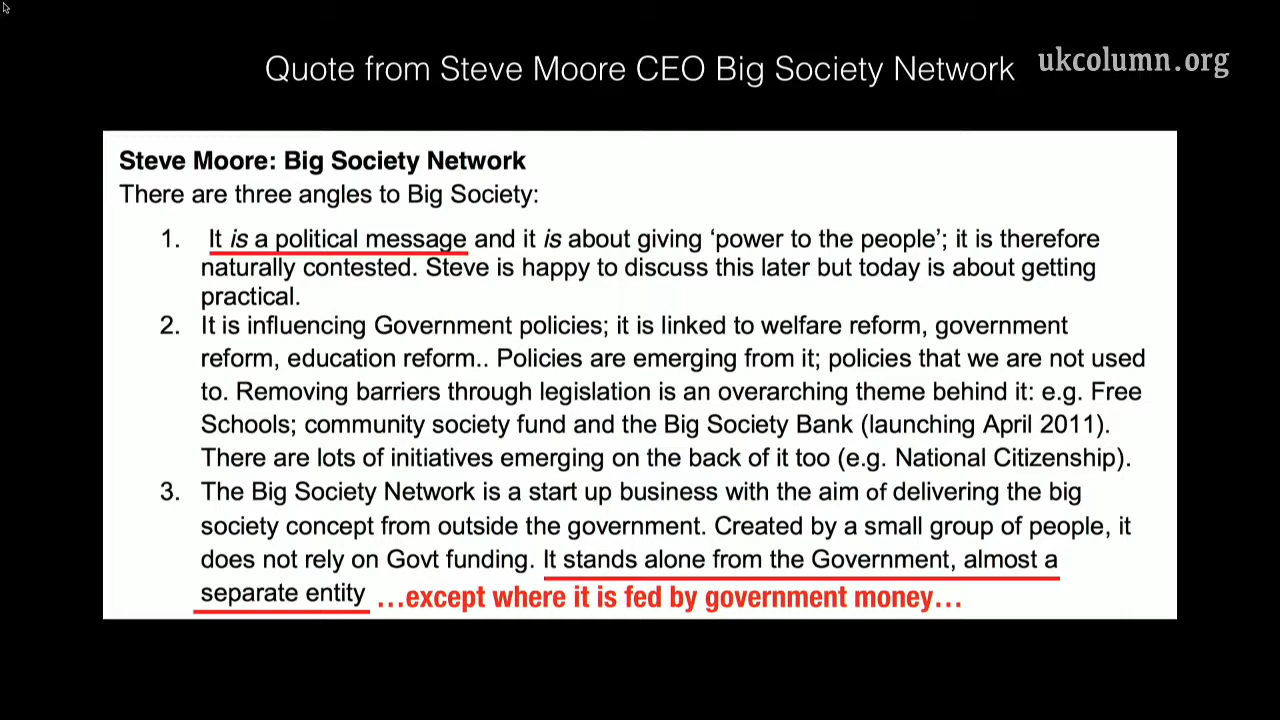 Quote from Steve Moore CEO Big Society Network
ukcolumn.org
Steve Moore: Big Society Network
There are three angles to Big Society:
1. It is a political message and it is about giving ‘power to the people’; it is therefore
naturally contested. Steve is happy to discuss this later but today is about getting
practical.
2. It is influencing Government policies; it is linked to welfare reform, government
reform, education reform.. Policies are emerging from it; policies that we are not used
to. Removing barriers through legislation is an overarching theme behind it: e.g. Free
Schools; community society fund and the Big Society Bank (launching April 2011).
There are lots of initiatives emerging on the back of it too (e.g. National Citizenship).
3. The Big Society Network is a start up business with the aim of delivering the big
society concept from outside the government. Created by a small group of people, it
does not rely on Govt funding. It stands alone from the Government, almost a
separate entity ...except where it is fed by government money...